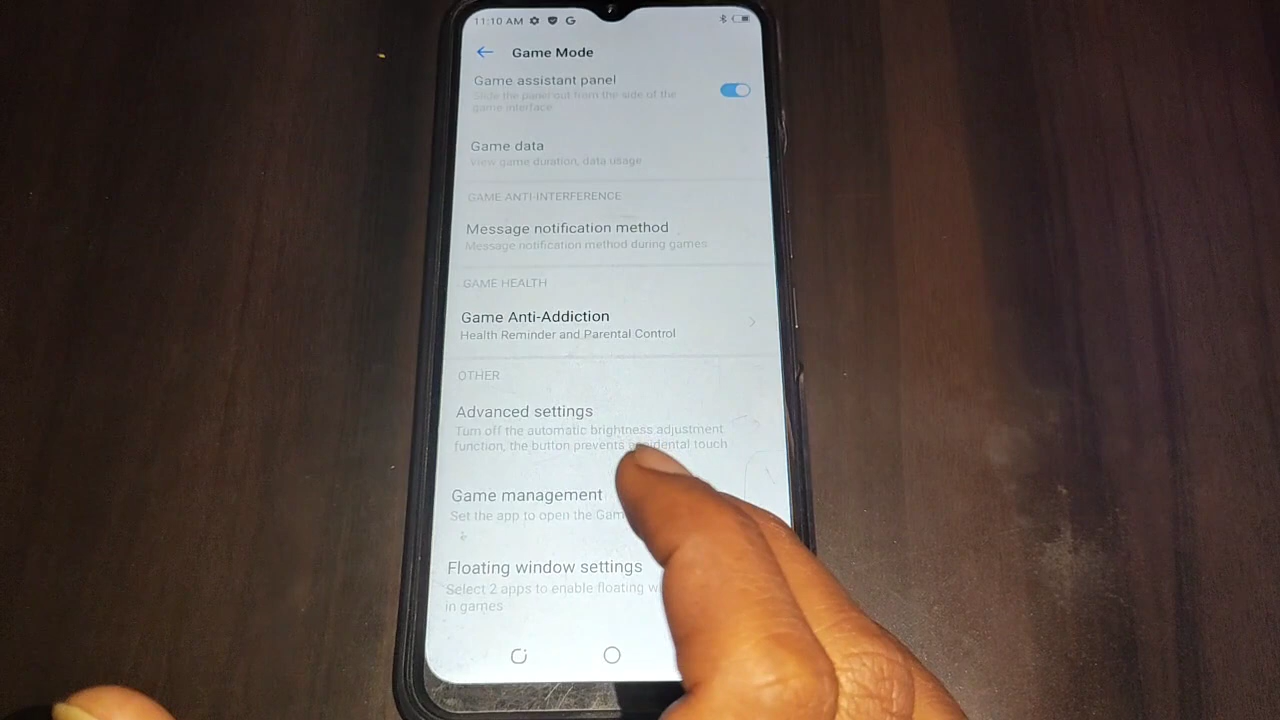 11:10 AM
Game Mode
Game assistant panel
Slide the panel out from the side of the
game interface
Game data
View game duration, data usage
GAME ANTI-INTERFERENCE
Message notification method
Message notification method during games
GAME HEALTH
Game Anti-Addiction
Health Reminder and Parental Control
OTHER
Advanced settings
Turn off the automatic brightness adjustment
function, the button prevents accidental touch
Game management
Set the app to open the Gam
Floating window settings
Select 2 apps to enable floating w
in games